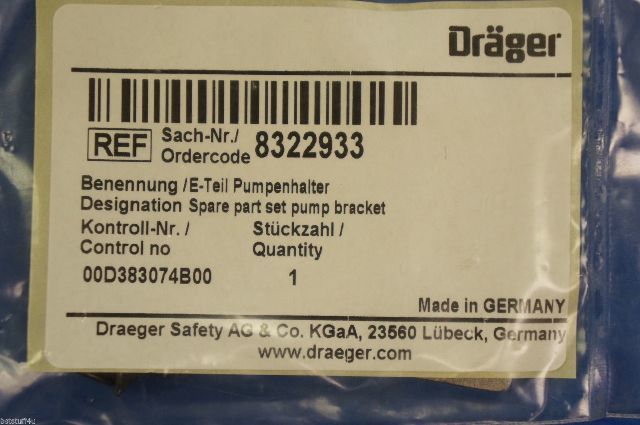 Dräger
REF Sach-Nr./
Ordercode 8322933
Benennung /E-Teil Pumpenhalter
Designation Spare part set pump bracket
Kontroll-Nr. / Stückzahl /
Control no Quantity
00D383074B00 1
Made in GERMANY
Draeger Safety AG & Co. KGaA, 23560 Lübeck, Germany
www.draeger.com
botstuff4u